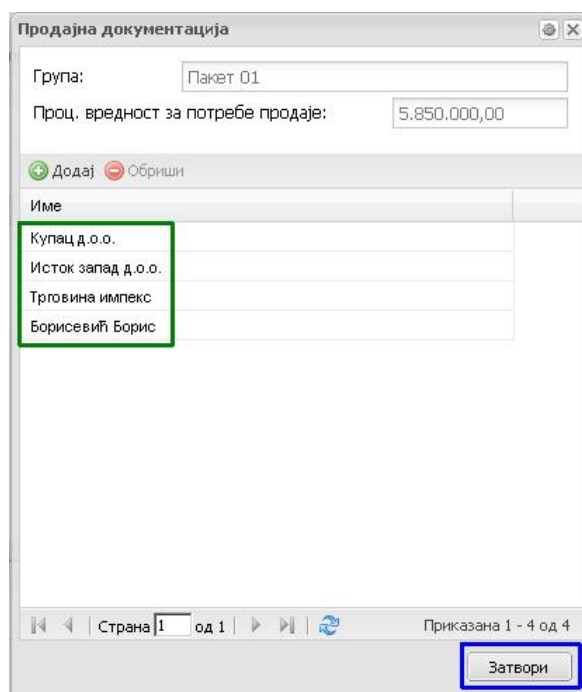 Продајна документација
Група: Пакет 01
Проц. вредност за потребе продаје: 5.850.000,00
Додај Обриши
Име
Купац д.о.о.
Исток запад д.о.о.
Трговина импекс
Борисевић Борис
Страна 1 од 1 Приказана 1 - 4 од 4
Затвори